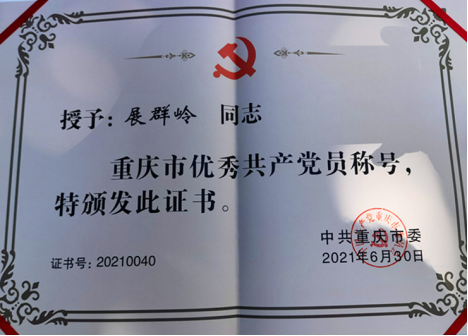 授予：展群岭 同志
重庆市优秀共产党员称号，
特颁发此证书。
中共重庆市委
2021年6月30日
证书号：20210040